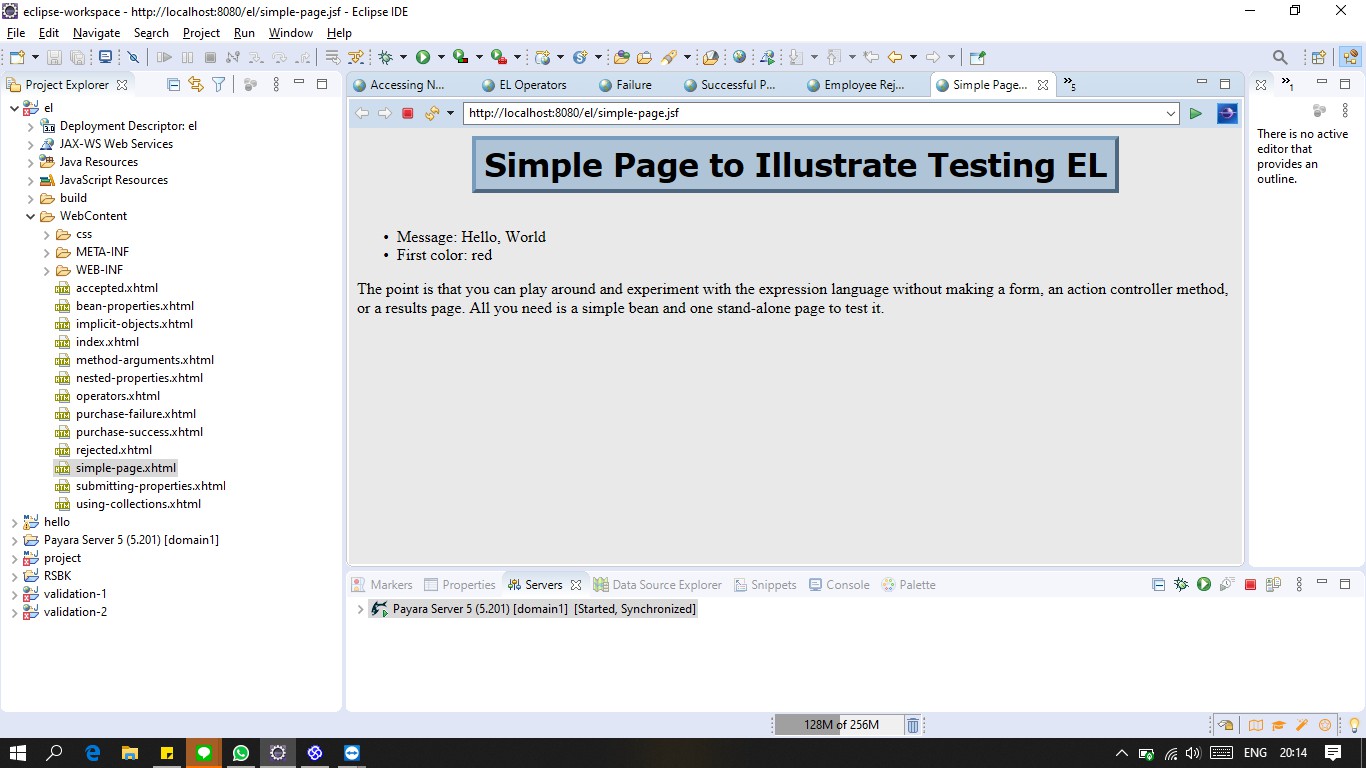 eclipse-workspace - http://localhost:8080/el/simple-page.jsf - Eclipse IDE
File Edit Navigate Search Project Run Window Help
Project Explorer
el
Deployment Descriptor: el
JAX-WS Web Services
Java Resources
JavaScript Resources
build
WebContent
css
META-INF
WEB-INF
accepted.xhtml
bean-properties.xhtml
implicit-objects.xhtml
index.xhtml
method-arguments.xhtml
nested-properties.xhtml
operators.xhtml
purchase-failure.xhtml
purchase-success.xhtml
rejected.xhtml
simple-page.xhtml
submitting-properties.xhtml
using-collections.xhtml
hello
Payara Server 5 (5.201) [domain1]
project
RSBK
validation-1
validation-2
Accessing N... EL Operators Failure Successful P... Employee Rej... Simple Page... »5
http://localhost:8080/el/simple-page.jsf
Simple Page to Illustrate Testing EL
• Message: Hello, World
• First color: red
The point is that you can play around and experiment with the expression language without making a form, an action controller method,
or a results page. All you need is a simple bean and one stand-alone page to test it.
»1
There is no active
editor that
provides an
outline.
Markers Properties Servers Data Source Explorer Snippets Console Palette
Payara Server 5 (5.201) [domain1] [Started, Synchronized]
128M of 256M
ENG 20:14